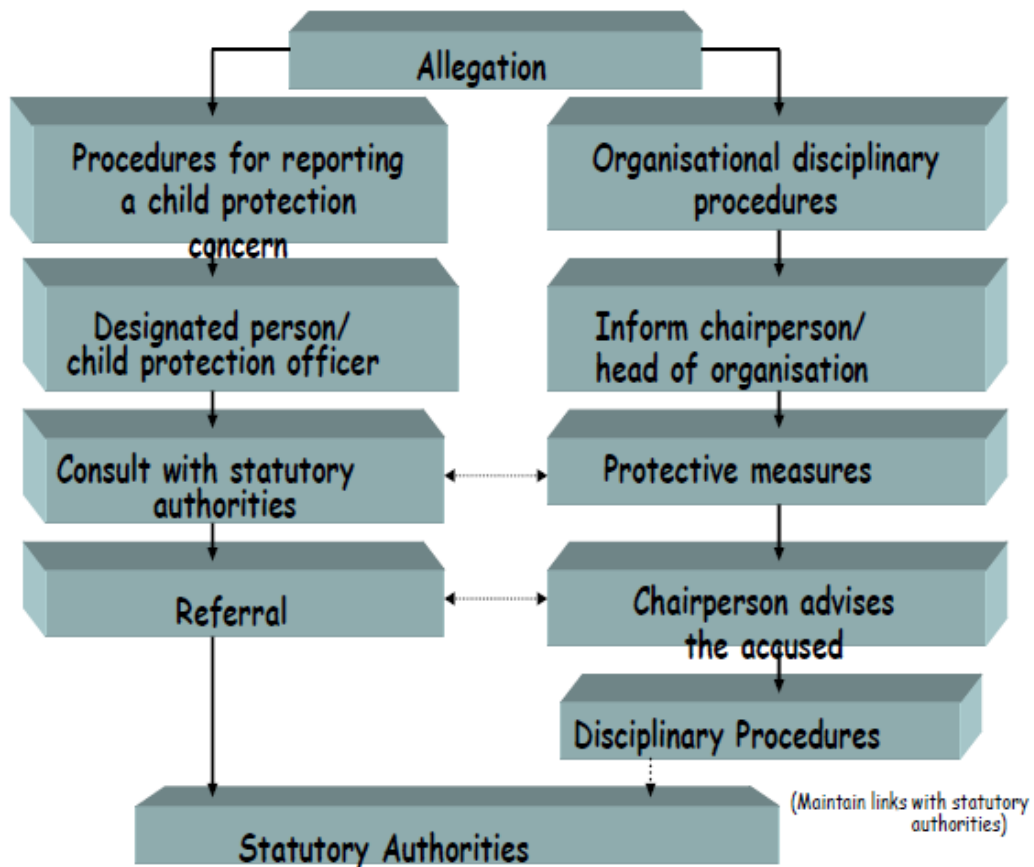 Allegation
Procedures for reporting
a child protection
concern
Organisational disciplinary
procedures
Designated person/
child protection officer
Inform chairperson/
head of organisation
Consult with statutory
authorities
Protective measures
Referral
Chairperson advises
the accused
Disciplinary Procedures
(Maintain links with statutory
authorities)
Statutory Authorities